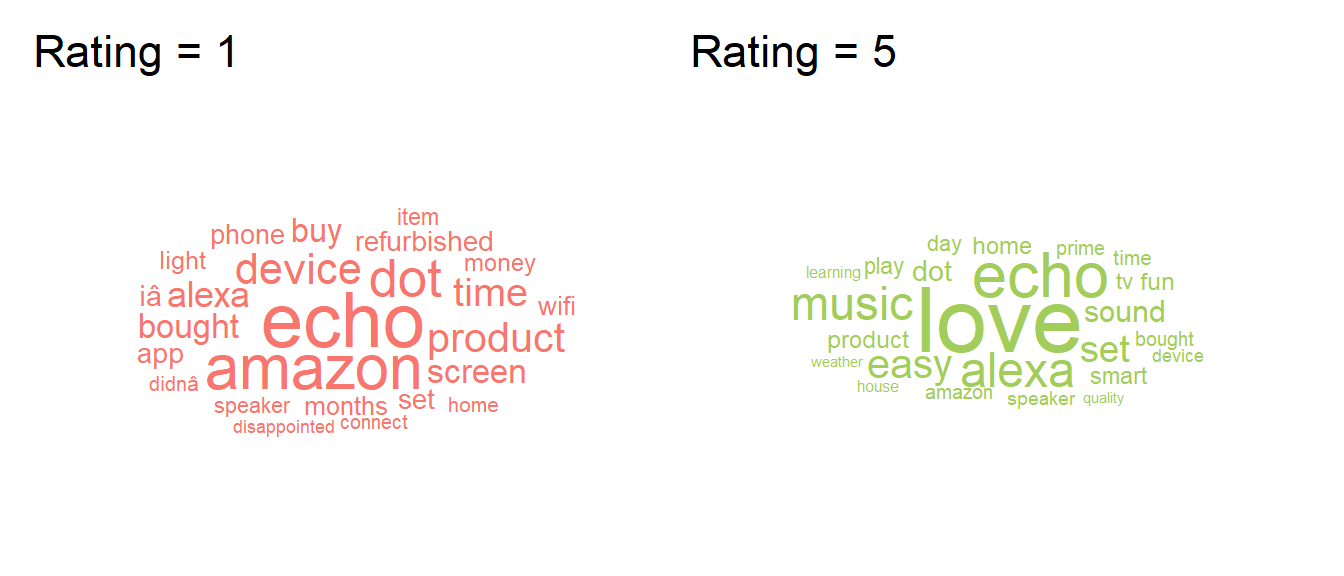 Rating = 1
item
phone buy refurbished
light device dot money
iâ alexa echo time wifi
bought product
app amazon screen
didnâ
speaker months set home
disappointed connect
Rating = 5
day home prime time
learning play dot echo tv fun
music love sound
product set bought
weather easy alexa device
house smart
amazon speaker quality